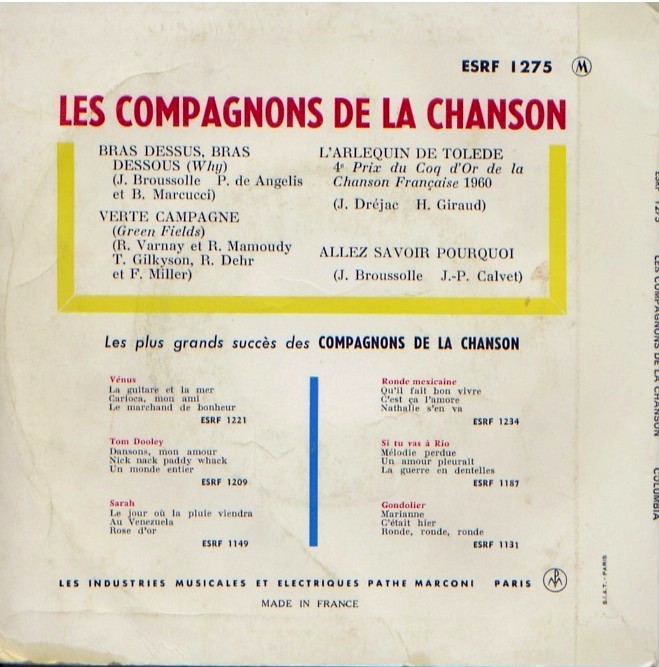 ESRF 1275 M
LES COMPAGNONS DE LA CHANSON
BRAS DESSUS, BRAS
DESSOUS (Why)
(J. Broussolle P. de Angelis
et B. Marcucci)
VERTE CAMPAGNE
(Green Fields)
(R. Varnay et R. Mamoudy
T. Gilkyson, R. Dehr
et F. Miller)
L'ARLEQUIN DE TOLEDE
4e Prix du Coq d'Or de la
Chanson Française 1960
(J. Dréjac H. Giraud)
ALLEZ SAVOIR POURQUOI
(J. Broussolle J.-P. Calvet)
Les plus grands succès des COMPAGNONS DE LA CHANSON
Vénus
La guitare et la mer
Carioca, mon ami
Le marchand de bonheur
ESRF 1221
Tom Dooley
Dansons, mon amour
Nick nack paddy whack
Un monde entier
ESRF 1209
Sarah
Le jour où la pluie viendra
Au Venezuela
Rose d'or
ESRF 1149
Ronde mexicaine
Qu'il fait bon vivre
C'est ça l'amore
Nathalie s'en va
ESRF 1234
Si tu vas à Rio
Mélodie perdue
Un amour pleurait
La guerre en dentelles
ESRF 1187
Gondolier
Marianne
C'était hier
Ronde, ronde, ronde
ESRF 1131
LES INDUSTRIES MUSICALES ET ELECTRIQUES PATHE MARCONI PARIS
MADE IN FRANCE
ESRF 1275 LES COMPAGNONS DE LA CHANSON COLUMBIA
S.I.A.T. - PARIS